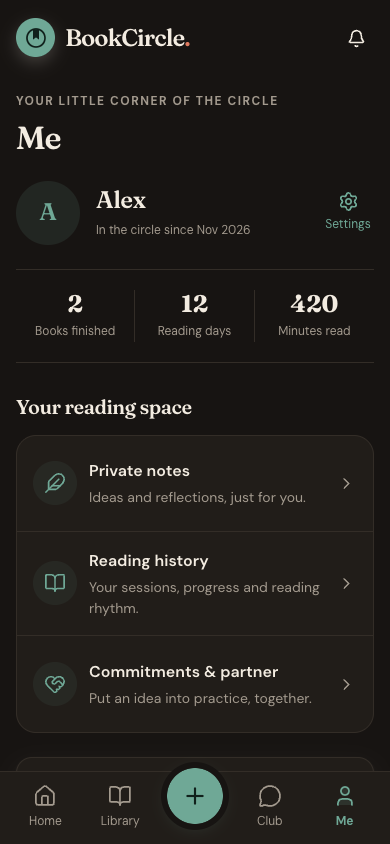 BookCircle.
YOUR LITTLE CORNER OF THE CIRCLE
Me
A
Alex
In the circle since Nov 2026
Settings
2
Books finished
12
Reading days
420
Minutes read
Your reading space
Private notes
Ideas and reflections, just for you.
Reading history
Your sessions, progress and reading
rhythm.
Commitments & partner
Put an idea into practice, together.
Home
Library
Club
Me